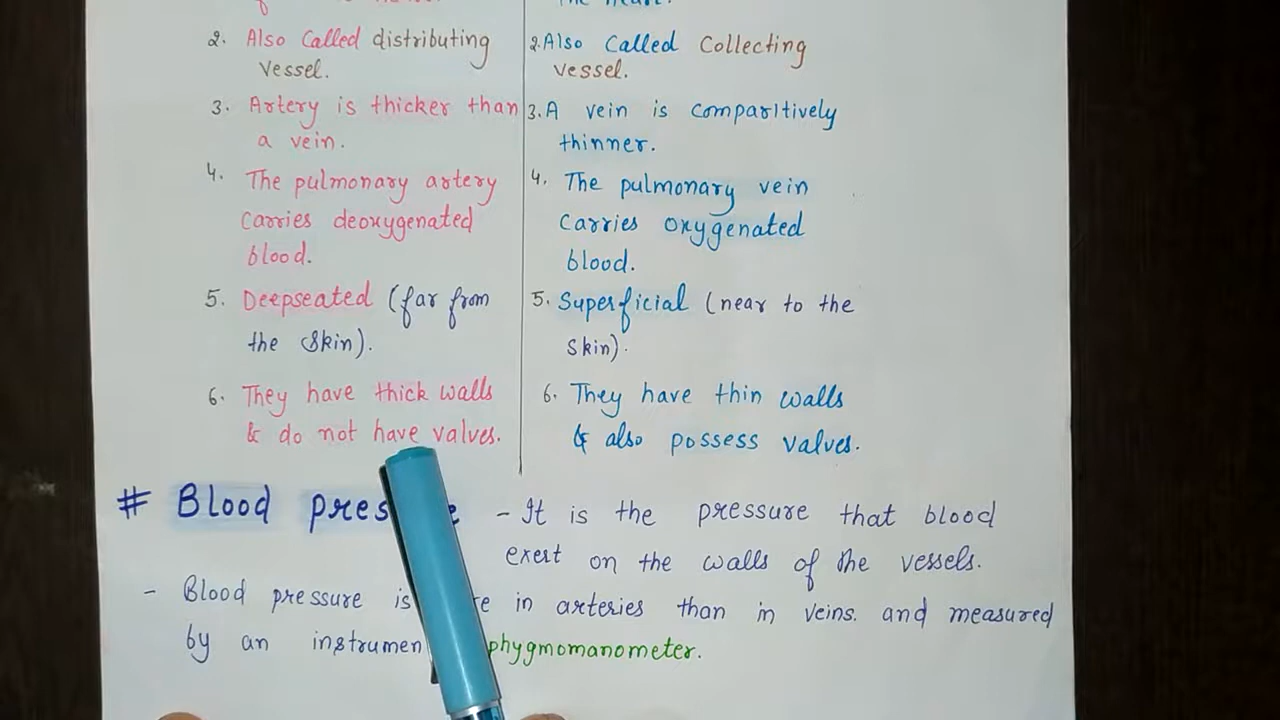 the heart.
2. Also Called distributing
vessel.
3. Artery is thicker than
a vein.
4. The pulmonary artery
carries deoxygenated
blood.
5. Deepseated (far from
the Skin).
6. They have thick walls
& do not have valves.
2. Also Called Collecting
vessel.
3. A vein is comparitively
thinner.
4. The pulmonary vein
carries oxygenated
blood.
5. Superficial (near to the
Skin).
6. They have thin walls
& also possess valves.
# Blood - It is the pressure that blood
exert on the walls of the vessels.
- Blood pressure is in arteries than in veins. and measured
by an